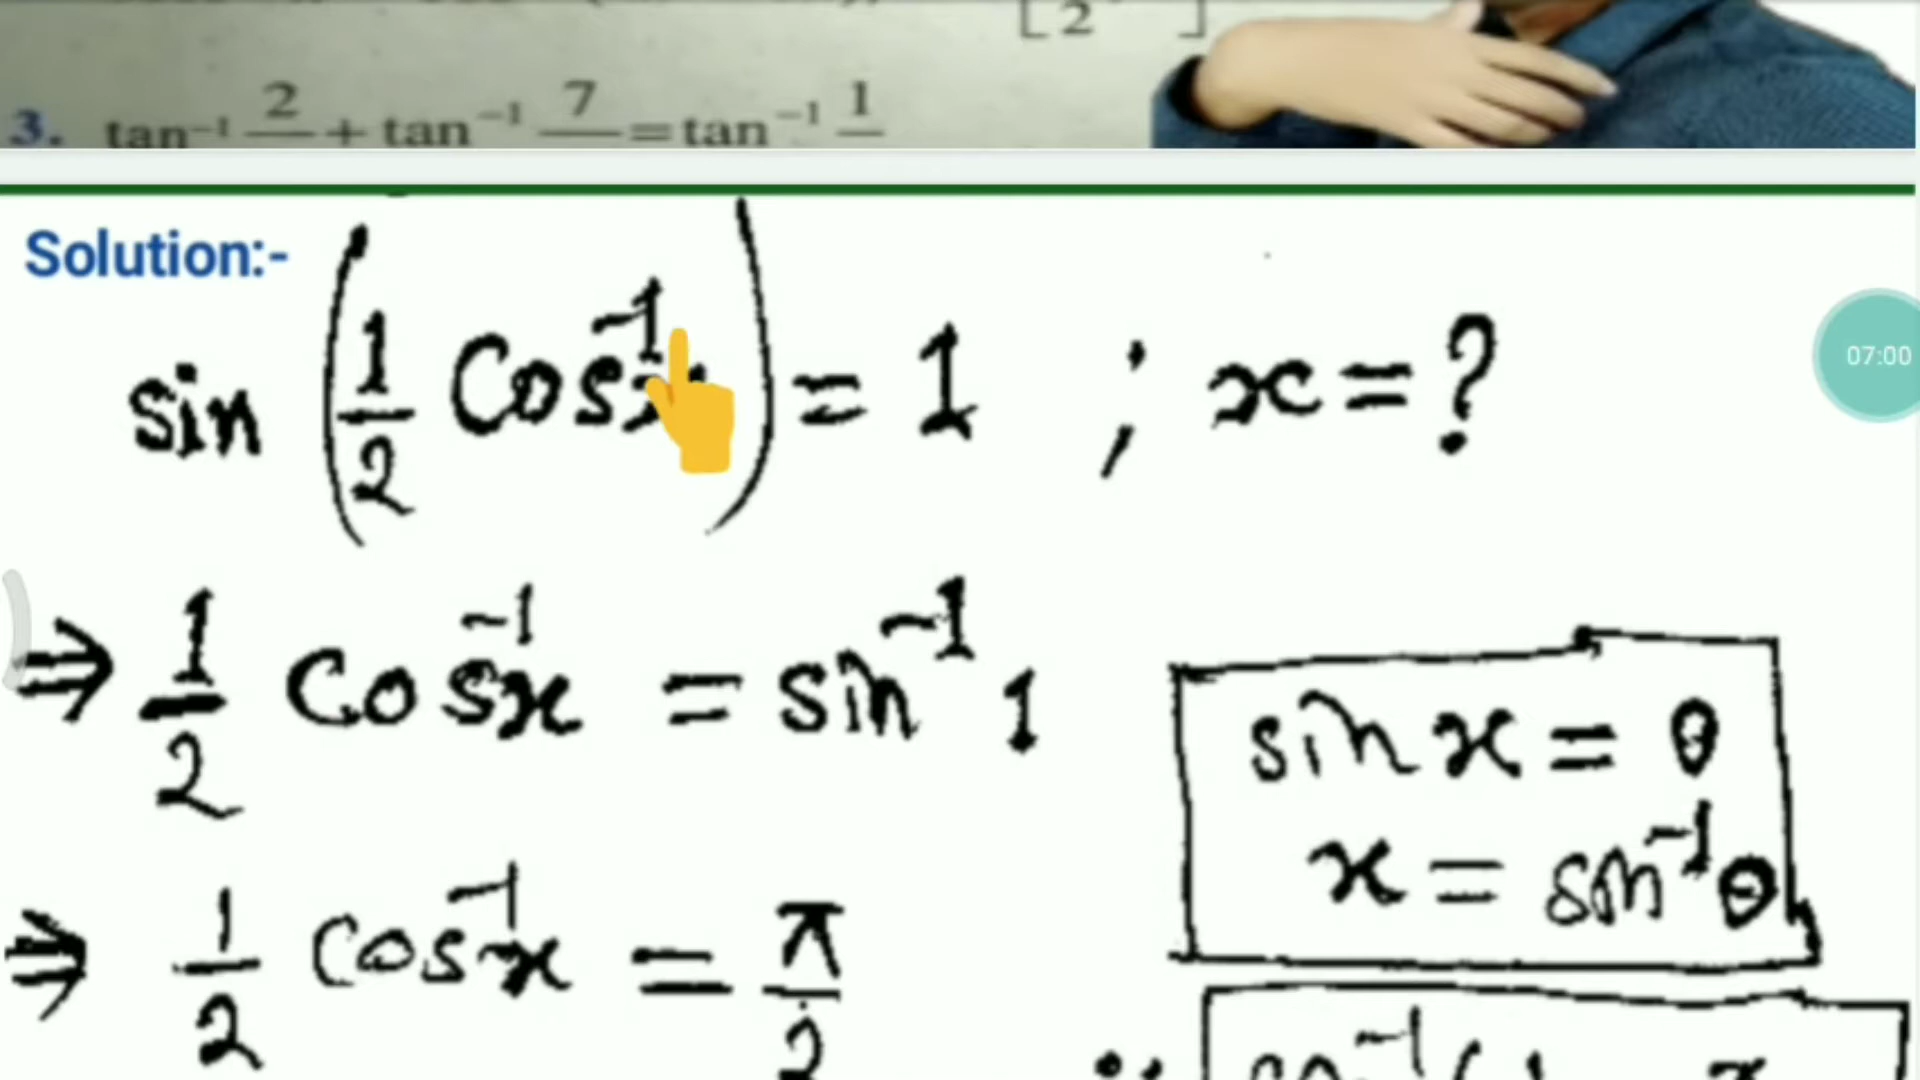 [ 2 ]
3. tan⁻¹ 2/ + tan⁻¹ 7/ = tan⁻¹ 1/
Solution:-
sin (1/2 Cos⁻¹x) = 1 ; x = ?
07:00
⇒ 1/2 Cos⁻¹x = sin⁻¹ 1
sin x = θ
x = sin⁻¹θ
⇒ 1/2 cos⁻¹x = π/2